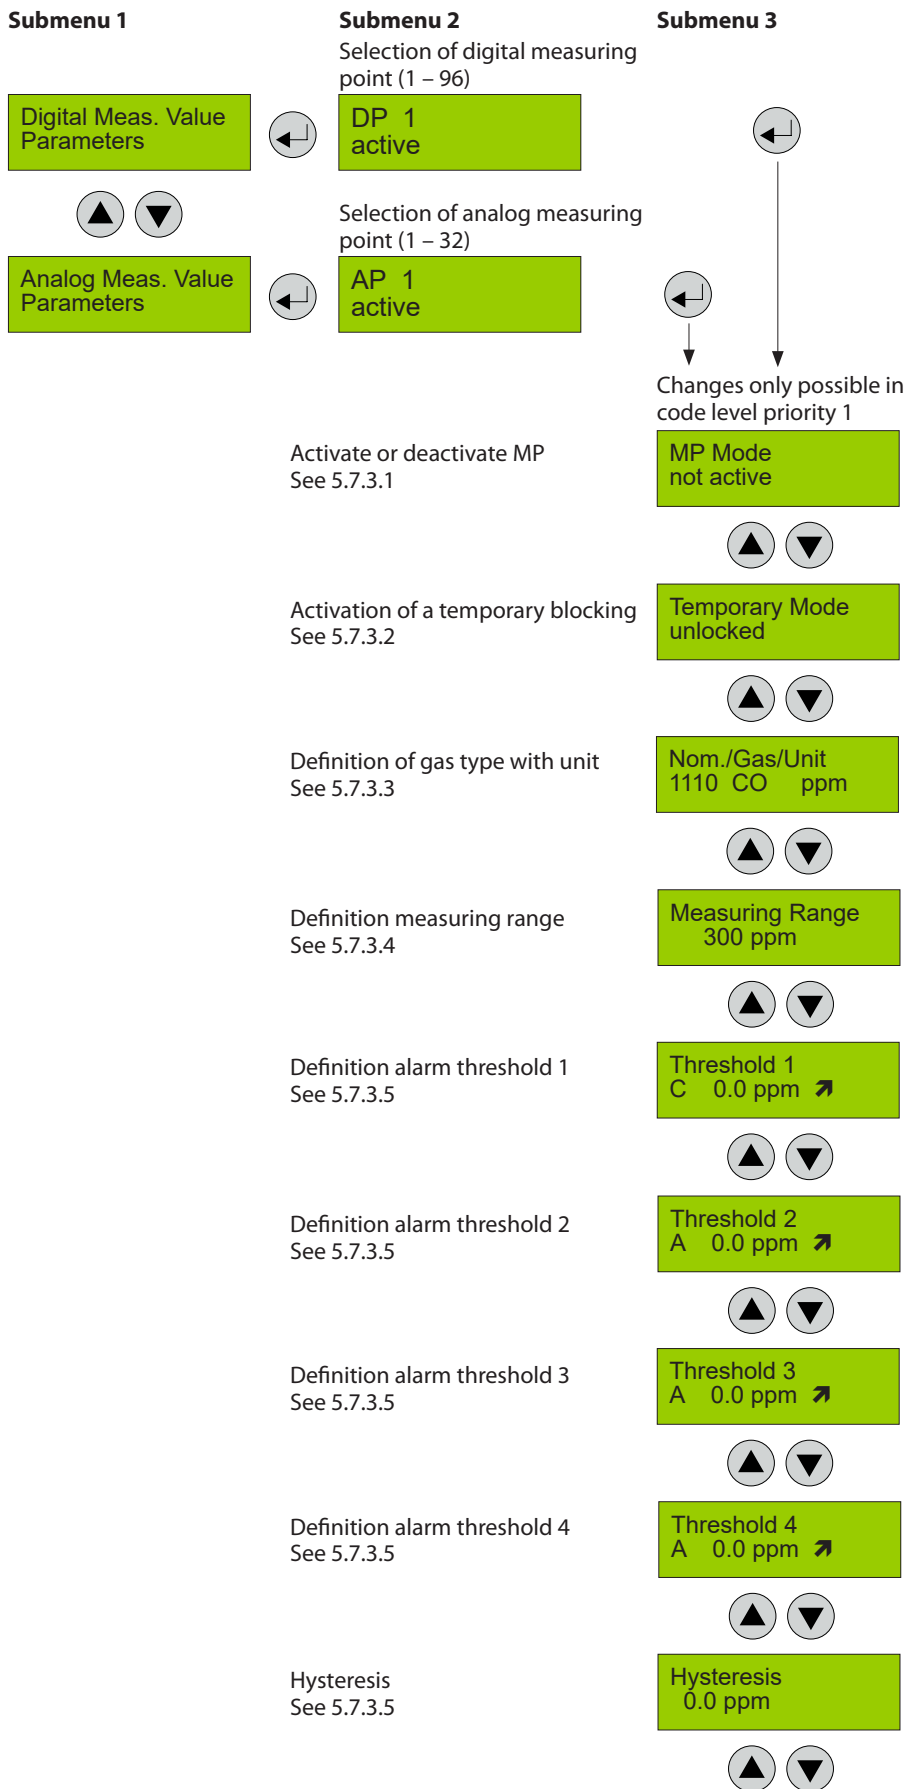 Submenu 1
Submenu 2
Submenu 3
Selection of digital measuring
point (1 – 96)
Digital Meas. Value
Parameters
DP 1
active
Selection of analog measuring
point (1 – 32)
Analog Meas. Value
Parameters
AP 1
active
Changes only possible in
code level priority 1
Activate or deactivate MP
See 5.7.3.1
MP Mode
not active
Activation of a temporary blocking
See 5.7.3.2
Temporary Mode
unlocked
Definition of gas type with unit
See 5.7.3.3
Nom./Gas/Unit
1110 CO ppm
Definition measuring range
See 5.7.3.4
Measuring Range
300 ppm
Definition alarm threshold 1
See 5.7.3.5
Threshold 1
C 0.0 ppm ↗
Definition alarm threshold 2
See 5.7.3.5
Threshold 2
A 0.0 ppm ↗
Definition alarm threshold 3
See 5.7.3.5
Threshold 3
A 0.0 ppm ↗
Definition alarm threshold 4
See 5.7.3.5
Threshold 4
A 0.0 ppm ↗
Hysteresis
See 5.7.3.5
Hysteresis
0.0 ppm